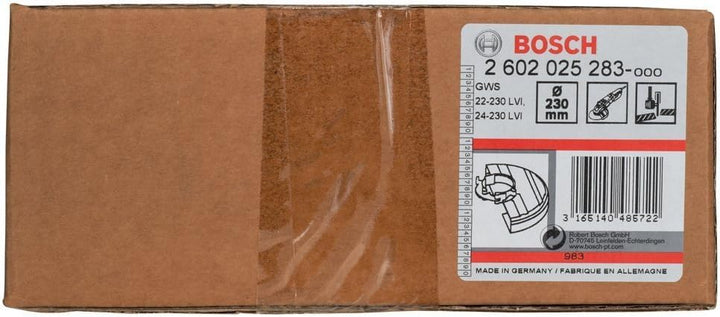 BOSCH
2 602 025 283-000
GWS
22-230 LVI,
24-230 LVI
Ø
230
mm
3 165140 485722
Robert Bosch GmbH
D-70745 Leinfelden-Echterdingen
www.bosch-pt.com
983
MADE IN GERMANY / FABRIQUE EN ALLEMAGNE